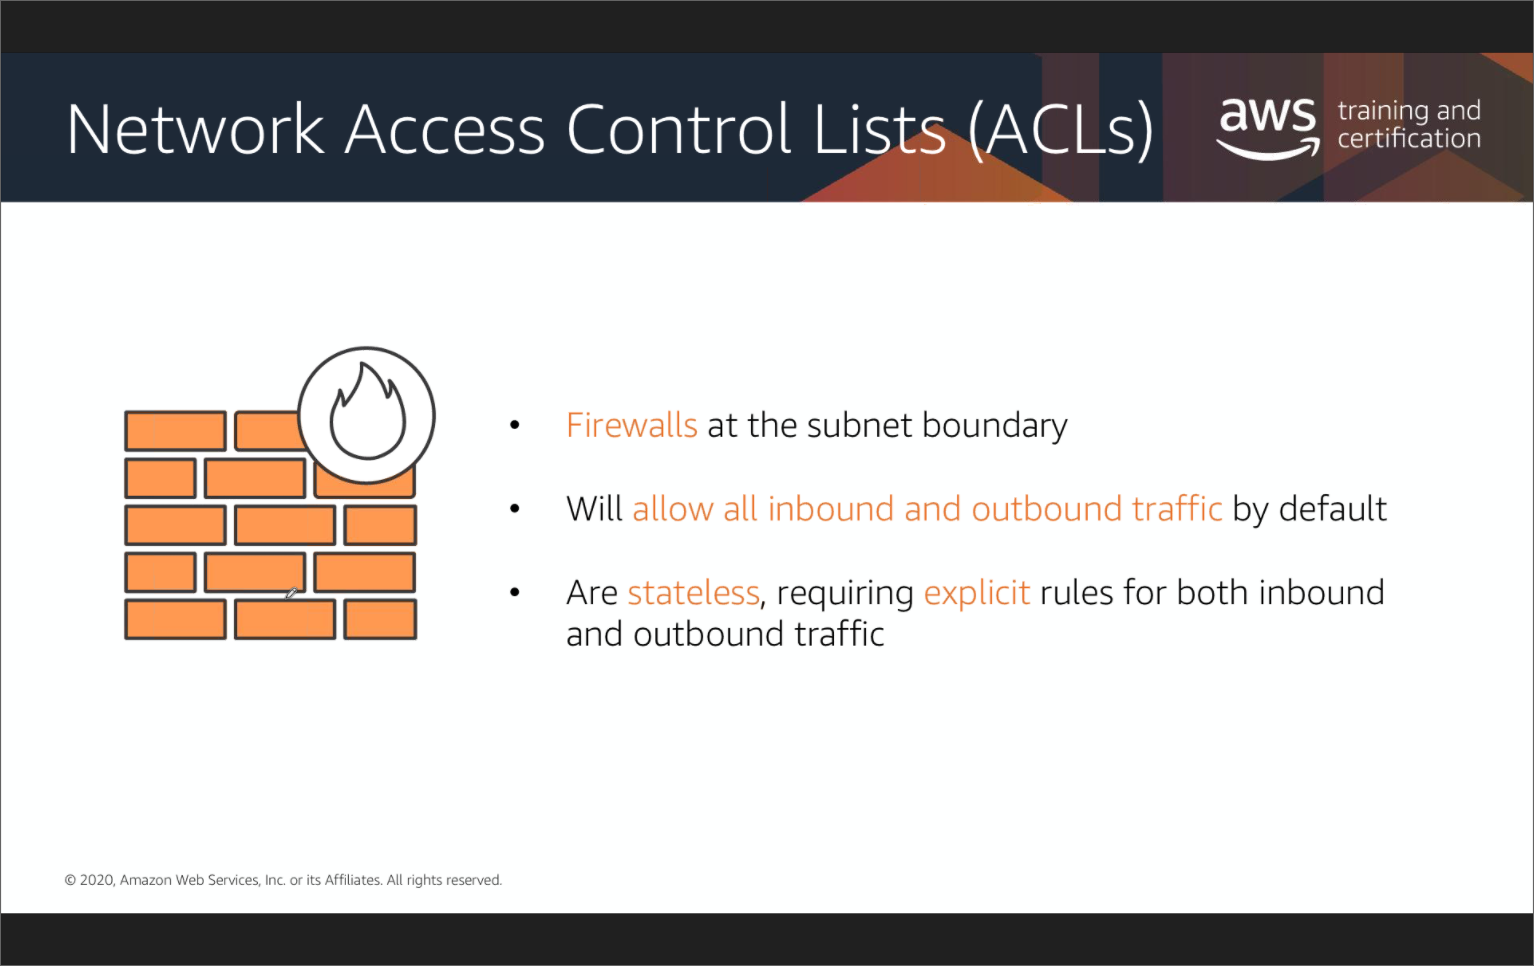 Network Access Control Lists (ACLs)
aws training and
certification
• Firewalls at the subnet boundary
• Will allow all inbound and outbound traffic by default
• Are stateless, requiring explicit rules for both inbound
and outbound traffic
© 2020, Amazon Web Services, Inc. or its Affiliates. All rights reserved.